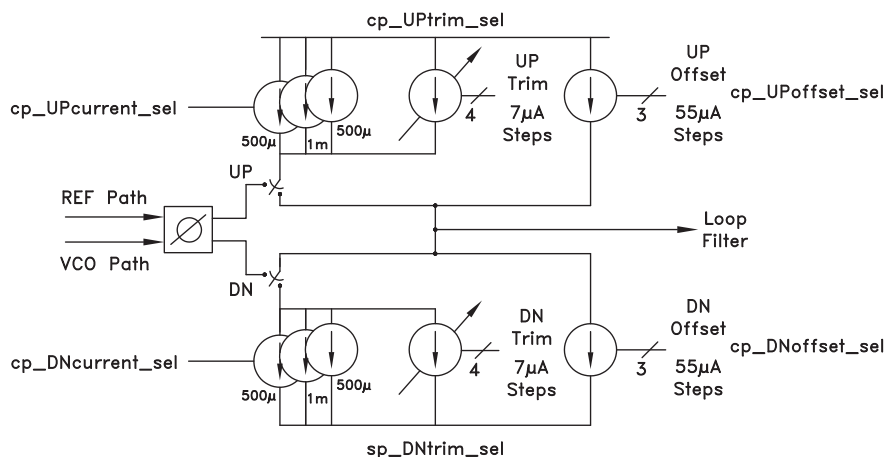 cp_UPtrim_sel
cp_UPcurrent_sel
500µ
1m
500µ
4
UP
Trim
7µA
Steps
3
UP
Offset
55µA
Steps
cp_UPoffset_sel
UP
REF Path
VCO Path
DN
Loop
Filter
cp_DNcurrent_sel
500µ
1m
500µ
4
DN
Trim
7µA
Steps
3
DN
Offset
55µA
Steps
cp_DNoffset_sel
sp_DNtrim_sel